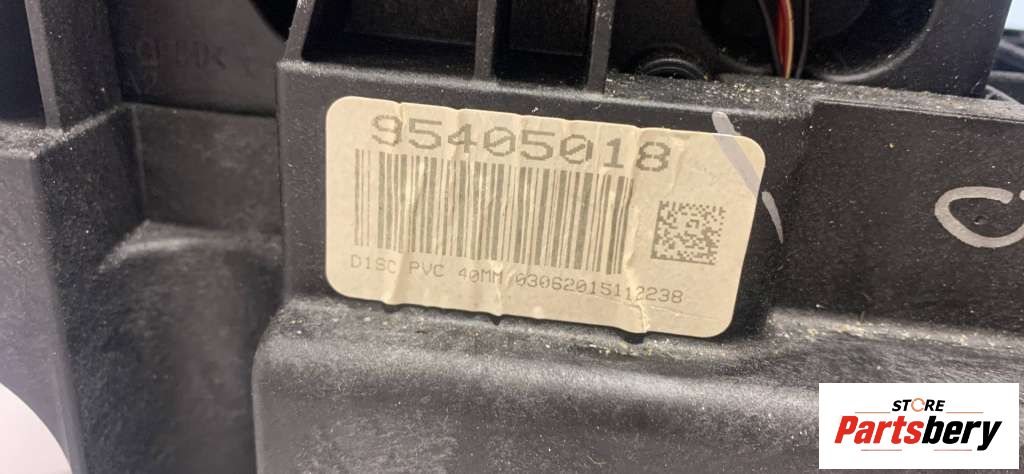 95405018
DISC PVC 40MM 03062015112238
STORE
Partsbery